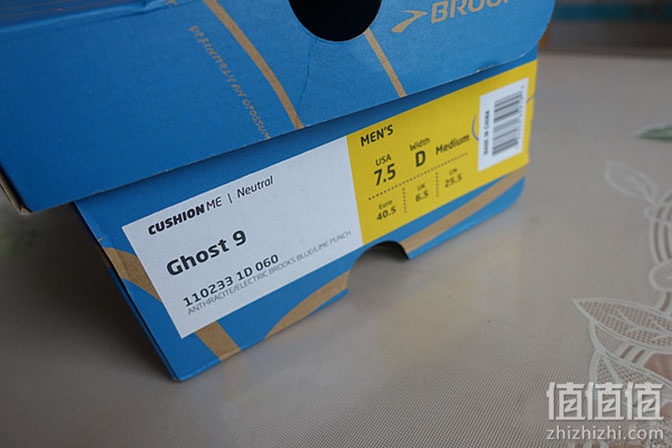 BROOKS
CUSHION ME | Neutral
Ghost 9
110233 1D 060
ANTHRACITE/ELECTRIC BROOKS BLUE/LIME PUNCH
MEN'S
USA Width
7.5 D Medium
Euro UK CN
40.5 6.5 25.5
MADE IN CHINA
值值值
zhizhizhi.com